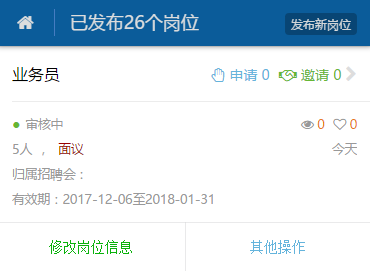 已发布26个岗位 发布新岗位
业务员 申请 0 邀请 0
审核中 0 0
5人 ， 面议 今天
归属招聘会：
有效期：2017-12-06至2018-01-31
修改岗位信息 其他操作